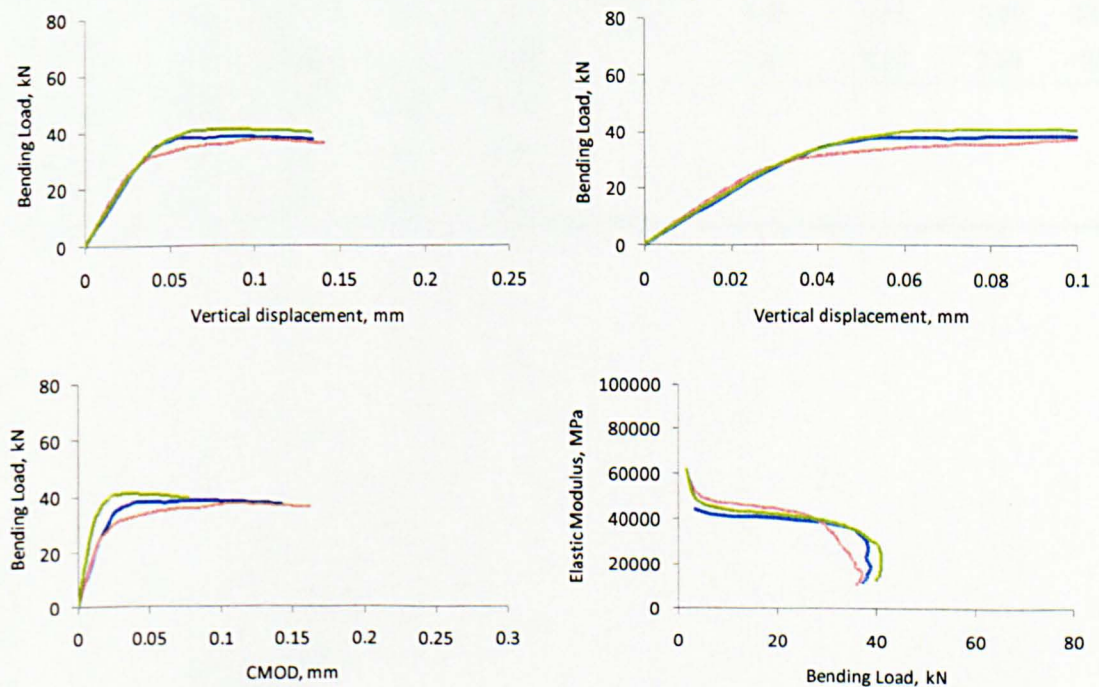 80
60
40
20
0
Bending Load, kN
0 0.05 0.1 0.15 0.2 0.25
Vertical displacement, mm
80
60
40
20
0
Bending Load, kN
0 0.02 0.04 0.06 0.08 0.1
Vertical displacement, mm
80
60
40
20
0
Bending Load, kN
0 0.05 0.1 0.15 0.2 0.25 0.3
CMOD, mm
100000
80000
60000
40000
20000
0
Elastic Modulus, MPa
0 20 40 60 80
Bending Load, kN